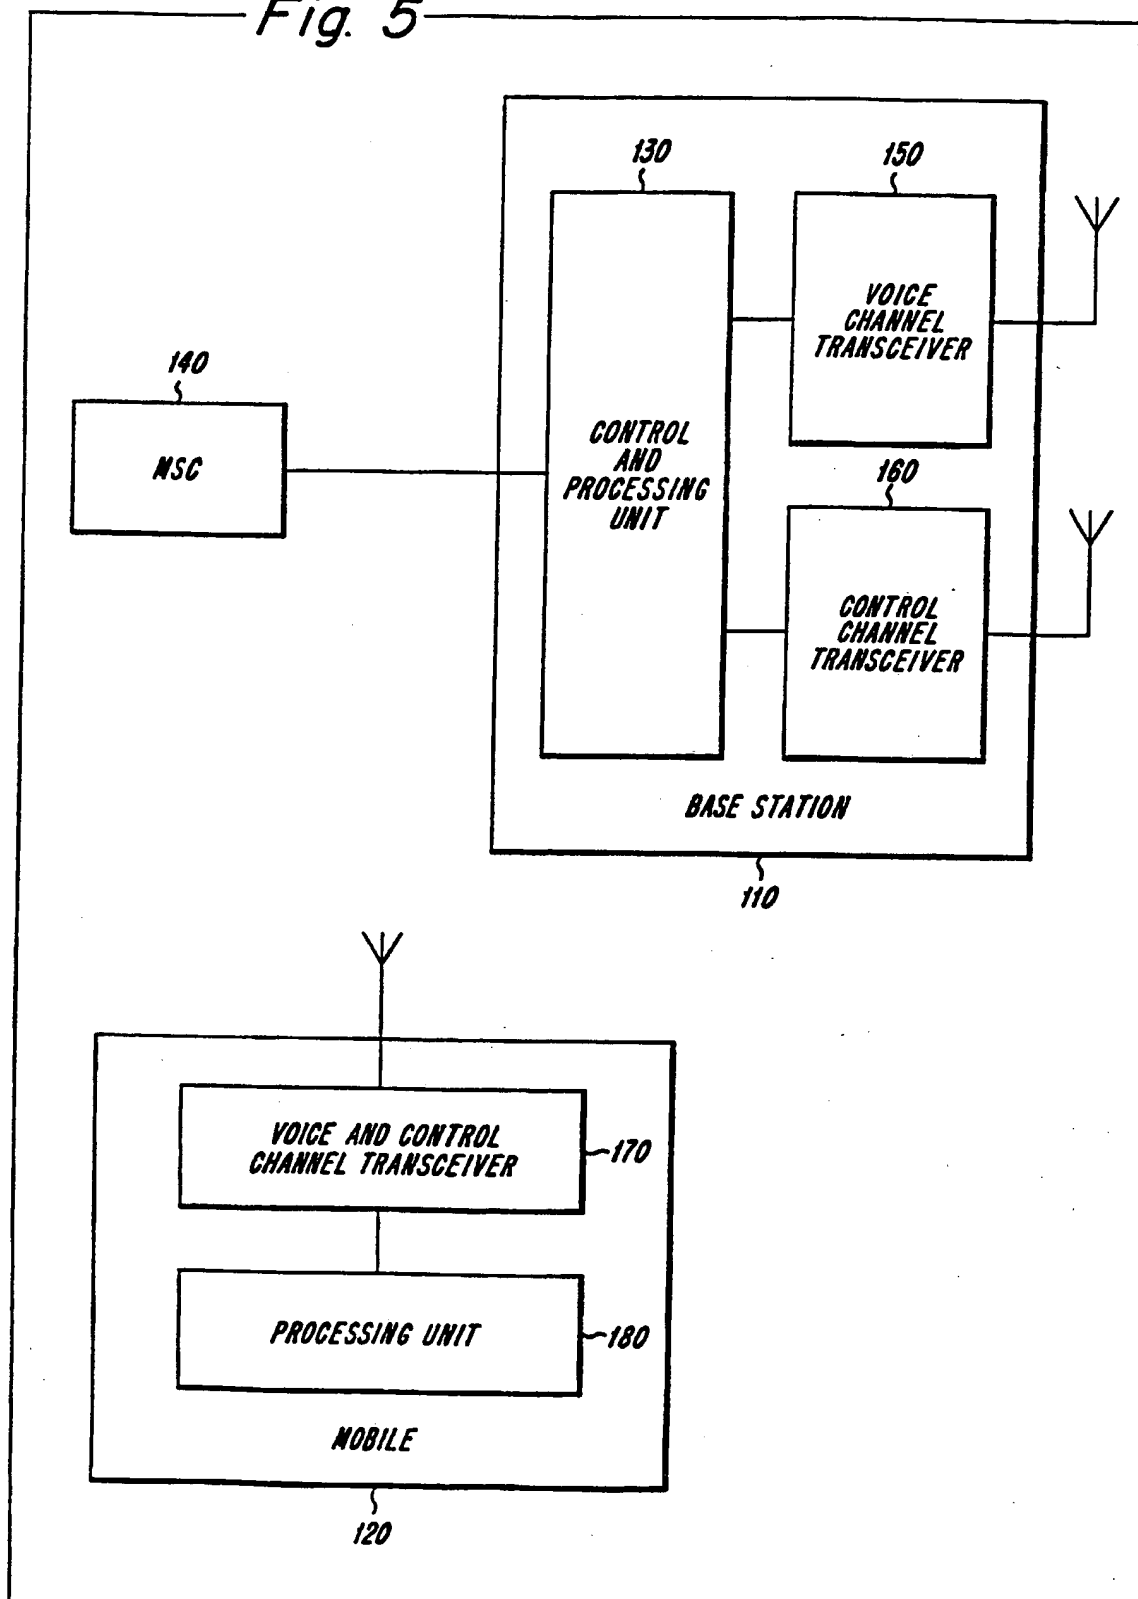 Fig. 5
130
150
VOICE
CHANNEL
TRANSCEIVER
140
MSC
CONTROL
AND
PROCESSING
UNIT
160
CONTROL
CHANNEL
TRANSCEIVER
BASE STATION
110
VOICE AND CONTROL
CHANNEL TRANSCEIVER
170
PROCESSING UNIT
180
MOBILE
120